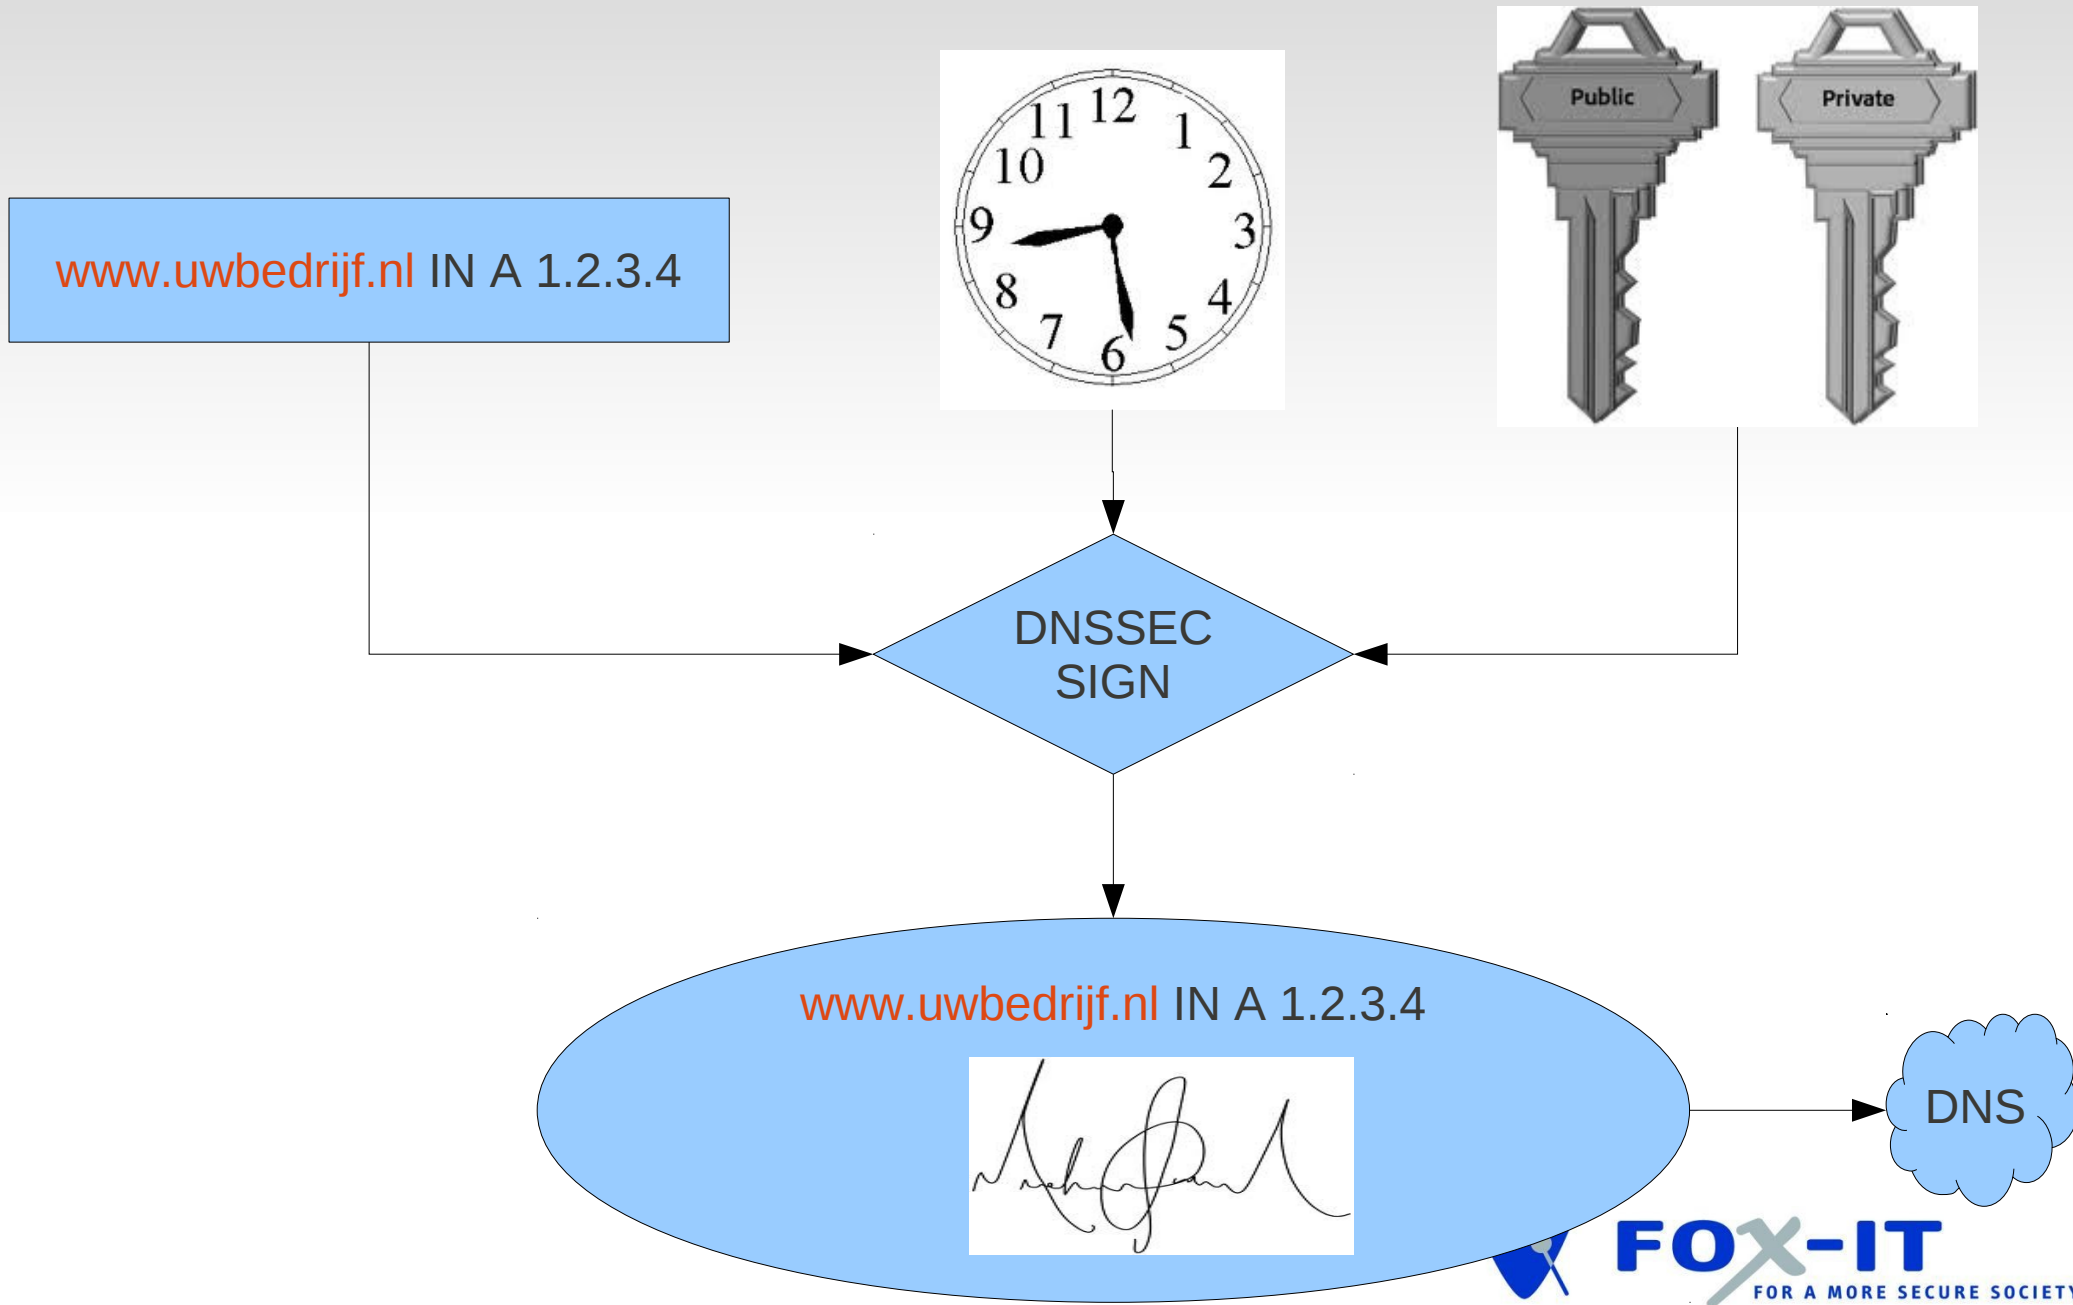 12
11
1
10
2
9
3
8
4
7
5
6
Public
Private
www.uwbedrijf.nl IN A 1.2.3.4
DNSSEC
SIGN
www.uwbedrijf.nl IN A 1.2.3.4
DNS
FOX-IT
FOR A MORE SECURE SOCIETY